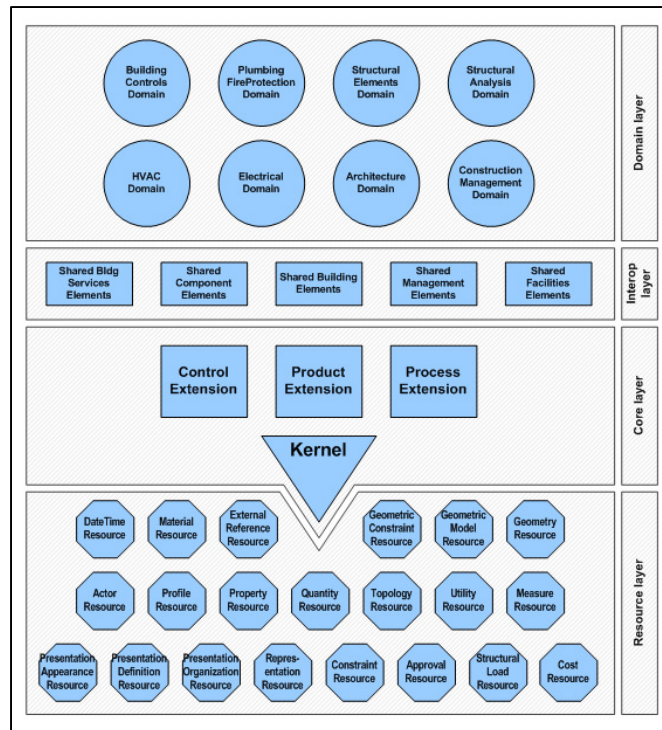 Building
Controls
Domain
Plumbing
FireProtection
Domain
Structural
Elements
Domain
Structural
Analysis
Domain
HVAC
Domain
Electrical
Domain
Architecture
Domain
Construction
Management
Domain
Domain layer
Shared Bldg
Services
Elements
Shared
Component
Elements
Shared Building
Elements
Shared
Management
Elements
Shared
Facilities
Elements
Interop
layer
Control
Extension
Product
Extension
Process
Extension
Kernel
Core layer
DateTime
Resource
Material
Resource
External
Reference
Resource
Geometric
Constraint
Resource
Geometric
Model
Resource
Geometry
Resource
Actor
Resource
Profile
Resource
Property
Resource
Quantity
Resource
Topology
Resource
Utility
Resource
Measure
Resource
Presentation
Appearance
Resource
Presentation
Definition
Resource
Presentation
Organization
Resource
Repres-
entation
Resource
Constraint
Resource
Approval
Resource
Structural
Load
Resource
Cost
Resource
Resource layer